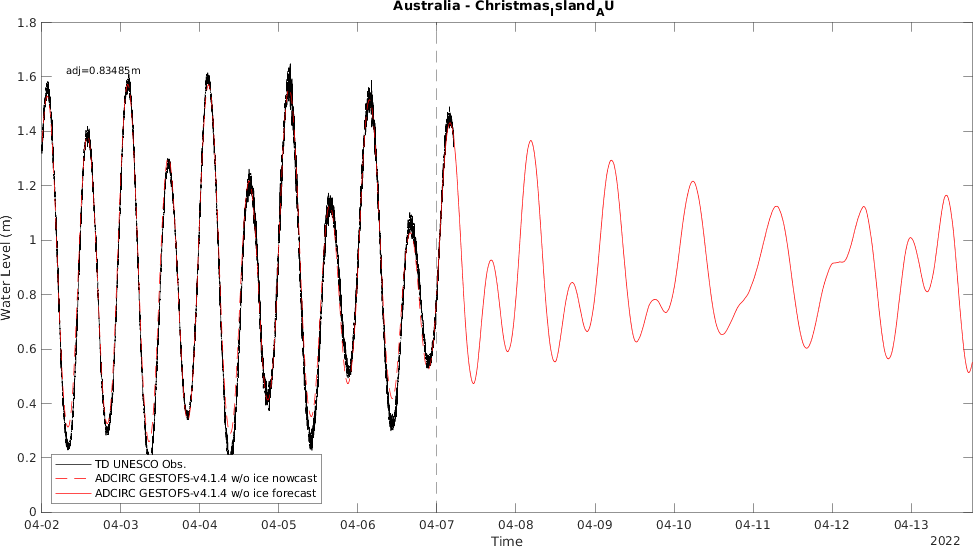 Australia - ChristmasIslandAU
1.8
1.6
1.4
1.2
1
0.8
0.6
0.4
0.2
0
Water Level (m)
adj=0.83485m
TD UNESCO Obs.
ADCIRC GESTOFS-v4.1.4 w/o ice nowcast
ADCIRC GESTOFS-v4.1.4 w/o ice forecast
04-02 04-03 04-04 04-05 04-06 04-07 04-08 04-09 04-10 04-11 04-12 04-13
Time
2022